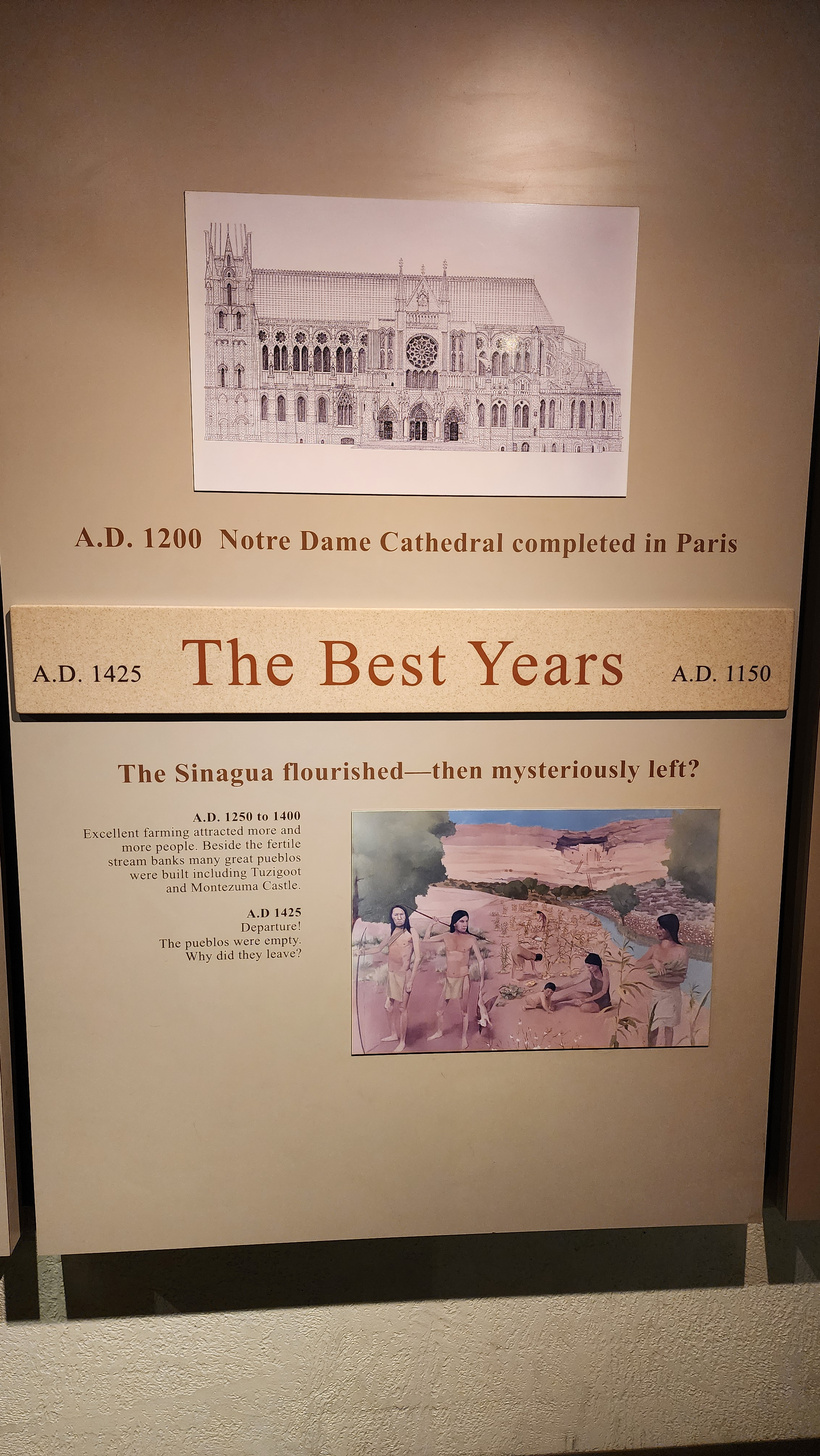 A.D. 1200 Notre Dame Cathedral completed in Paris
A.D. 1425 The Best Years A.D. 1150
The Sinagua flourished—then mysteriously left?
A.D. 1250 to 1400
Excellent farming attracted more and
more people. Beside the fertile
stream banks many great pueblos
were built including Tuzigoot
and Montezuma Castle.
A.D 1425
Departure!
The pueblos were empty.
Why did they leave?